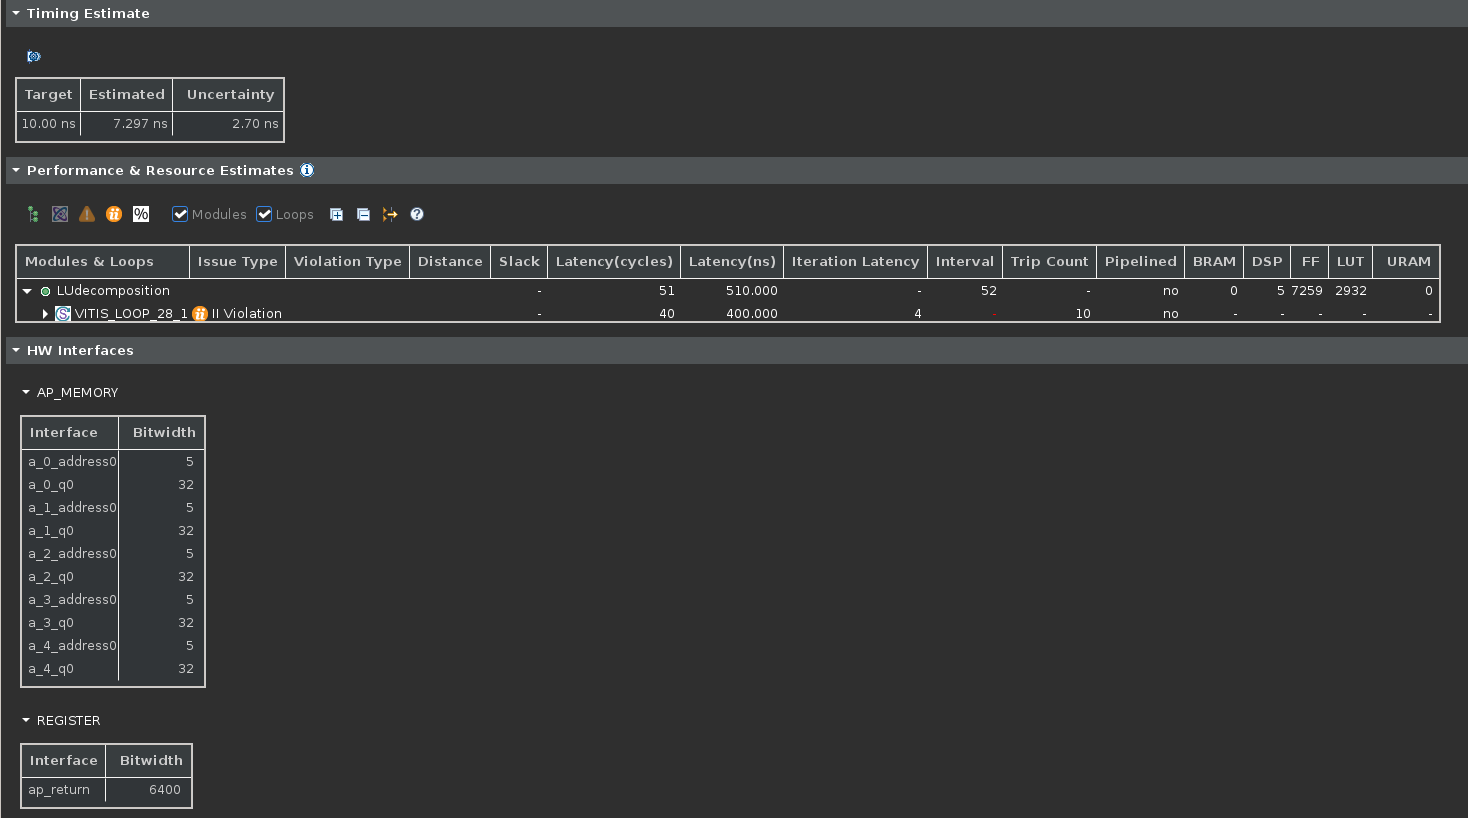 Timing Estimate
Target Estimated Uncertainty
10.00 ns 7.297 ns 2.70 ns
Performance & Resource Estimates
% Modules Loops
Modules & Loops Issue Type Violation Type Distance Slack Latency(cycles) Latency(ns) Iteration Latency Interval Trip Count Pipelined BRAM DSP FF LUT URAM
LUdecomposition - 51 510.000 - 52 - no 0 5 7259 2932 0
VITIS_LOOP_28_1 II Violation - 40 400.000 4 - 10 no - - - - -
HW Interfaces
AP_MEMORY
Interface Bitwidth
a_0_address0 5
a_0_q0 32
a_1_address0 5
a_1_q0 32
a_2_address0 5
a_2_q0 32
a_3_address0 5
a_3_q0 32
a_4_address0 5
a_4_q0 32
REGISTER
Interface Bitwidth
ap_return 6400